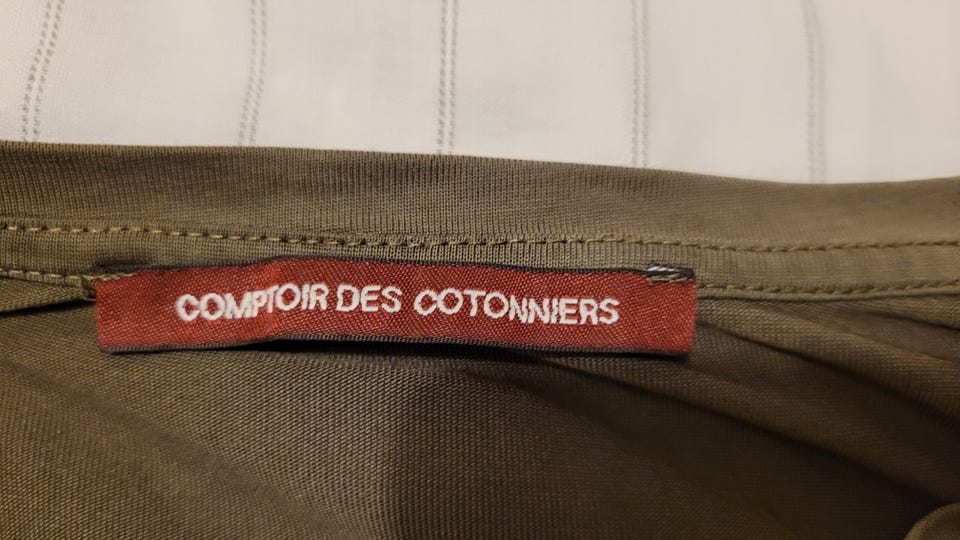 COMPTOIR DES COTONNIERS